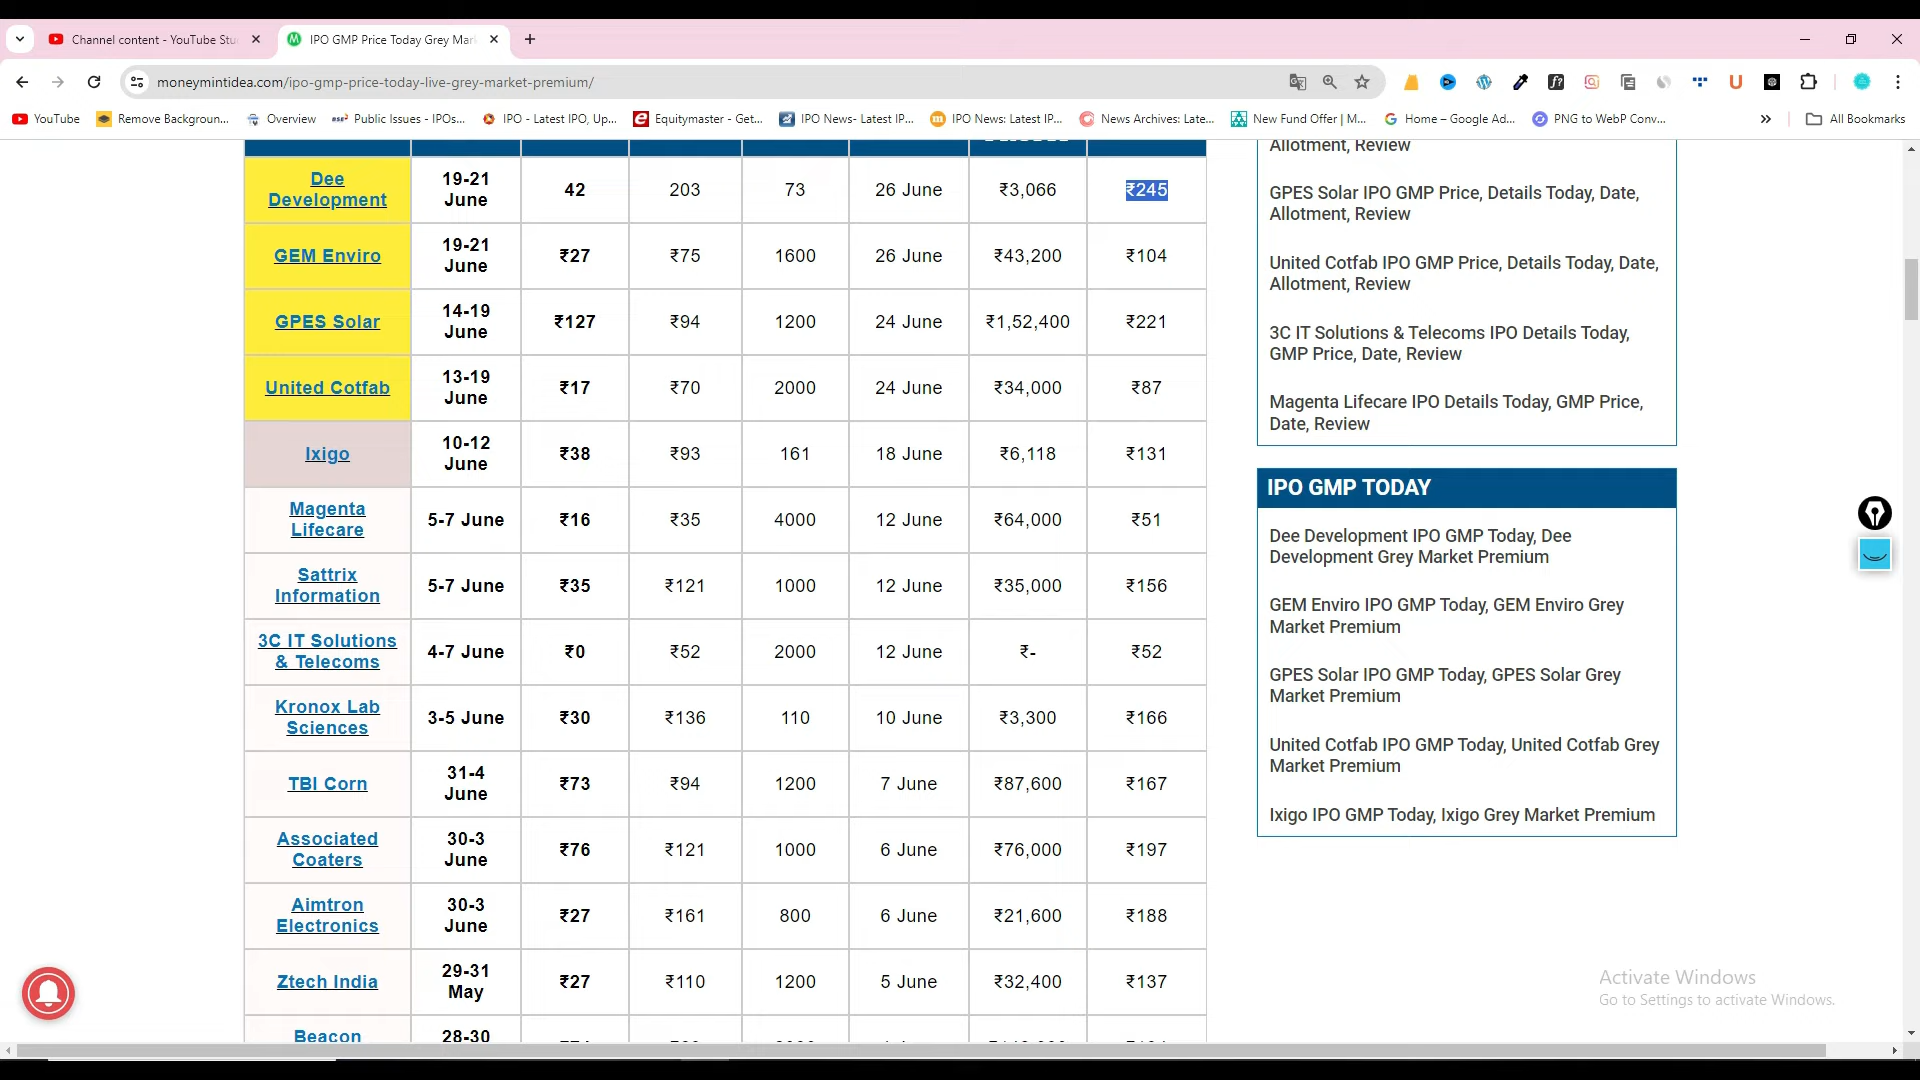 Channel content - YouTube Stu
IPO GMP Price Today Grey Mar
moneymintidea.com/ipo-gmp-price-today-live-grey-market-premium/
YouTube
Remove Backgroun...
Overview
Public Issues - IPOs...
IPO - Latest IPO, Up...
Equitymaster - Get...
IPO News- Latest IP...
IPO News: Latest IP...
News Archives: Late...
New Fund Offer | M...
Home – Google Ad...
PNG to WebP Conv...
All Bookmarks
Dee Development 19-21 June 42 203 73 26 June ₹3,066 ₹245
GEM Enviro 19-21 June ₹27 ₹75 1600 26 June ₹43,200 ₹104
GPES Solar 14-19 June ₹127 ₹94 1200 24 June ₹1,52,400 ₹221
United Cotfab 13-19 June ₹17 ₹70 2000 24 June ₹34,000 ₹87
Ixigo 10-12 June ₹38 ₹93 161 18 June ₹6,118 ₹131
Magenta Lifecare 5-7 June ₹16 ₹35 4000 12 June ₹64,000 ₹51
Sattrix Information 5-7 June ₹35 ₹121 1000 12 June ₹35,000 ₹156
3C IT Solutions & Telecoms 4-7 June ₹0 ₹52 2000 12 June ₹- ₹52
Kronox Lab Sciences 3-5 June ₹30 ₹136 110 10 June ₹3,300 ₹166
TBI Corn 31-4 June ₹73 ₹94 1200 7 June ₹87,600 ₹167
Associated Coaters 30-3 June ₹76 ₹121 1000 6 June ₹76,000 ₹197
Aimtron Electronics 30-3 June ₹27 ₹161 800 6 June ₹21,600 ₹188
Ztech India 29-31 May ₹27 ₹110 1200 5 June ₹32,400 ₹137
Beacon 28-30
Allotment, Review
GPES Solar IPO GMP Price, Details Today, Date,
Allotment, Review
United Cotfab IPO GMP Price, Details Today, Date,
Allotment, Review
3C IT Solutions & Telecoms IPO Details Today,
GMP Price, Date, Review
Magenta Lifecare IPO Details Today, GMP Price,
Date, Review
IPO GMP TODAY
Dee Development IPO GMP Today, Dee
Development Grey Market Premium
GEM Enviro IPO GMP Today, GEM Enviro Grey
Market Premium
GPES Solar IPO GMP Today, GPES Solar Grey
Market Premium
United Cotfab IPO GMP Today, United Cotfab Grey
Market Premium
Ixigo IPO GMP Today, Ixigo Grey Market Premium
Activate Windows
Go to Settings to activate Windows.